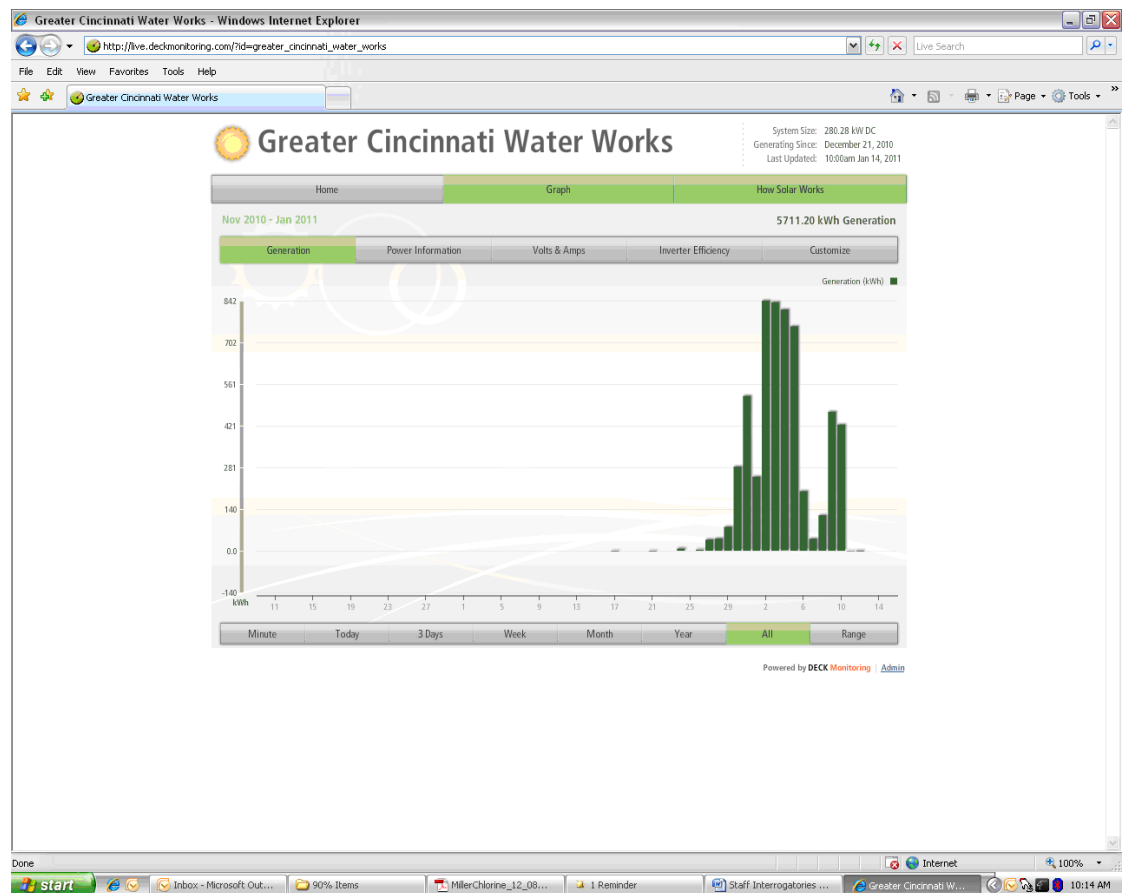 Greater Cincinnati Water Works - Windows Internet Explorer
http://live.deckmonitoring.com/?id=greater_cincinnati_water_works
Live Search
File Edit View Favorites Tools Help
Greater Cincinnati Water Works
Page Tools »
Greater Cincinnati Water Works
System Size: 280.28 kW DC
Generating Since: December 21, 2010
Last Updated: 10:00am Jan 14, 2011
Home Graph How Solar Works
Nov 2010 - Jan 2011 5711.20 kWh Generation
Generation Power Information Volts & Amps Inverter Efficiency Customize
Generation (kWh)
842
702
561
421
281
140
0.0
-140
kWh
11 15 19 23 27 1 5 9 13 17 21 25 29 2 6 10 14
Minute Today 3 Days Week Month Year All Range
Powered by DECK Monitoring | Admin
Done Internet 100%
start Inbox - Microsoft Out... 90% Items MillerChlorine_12_08... 1 Reminder Staff Interrogatories ... Greater Cincinnati W... 10:14 AM